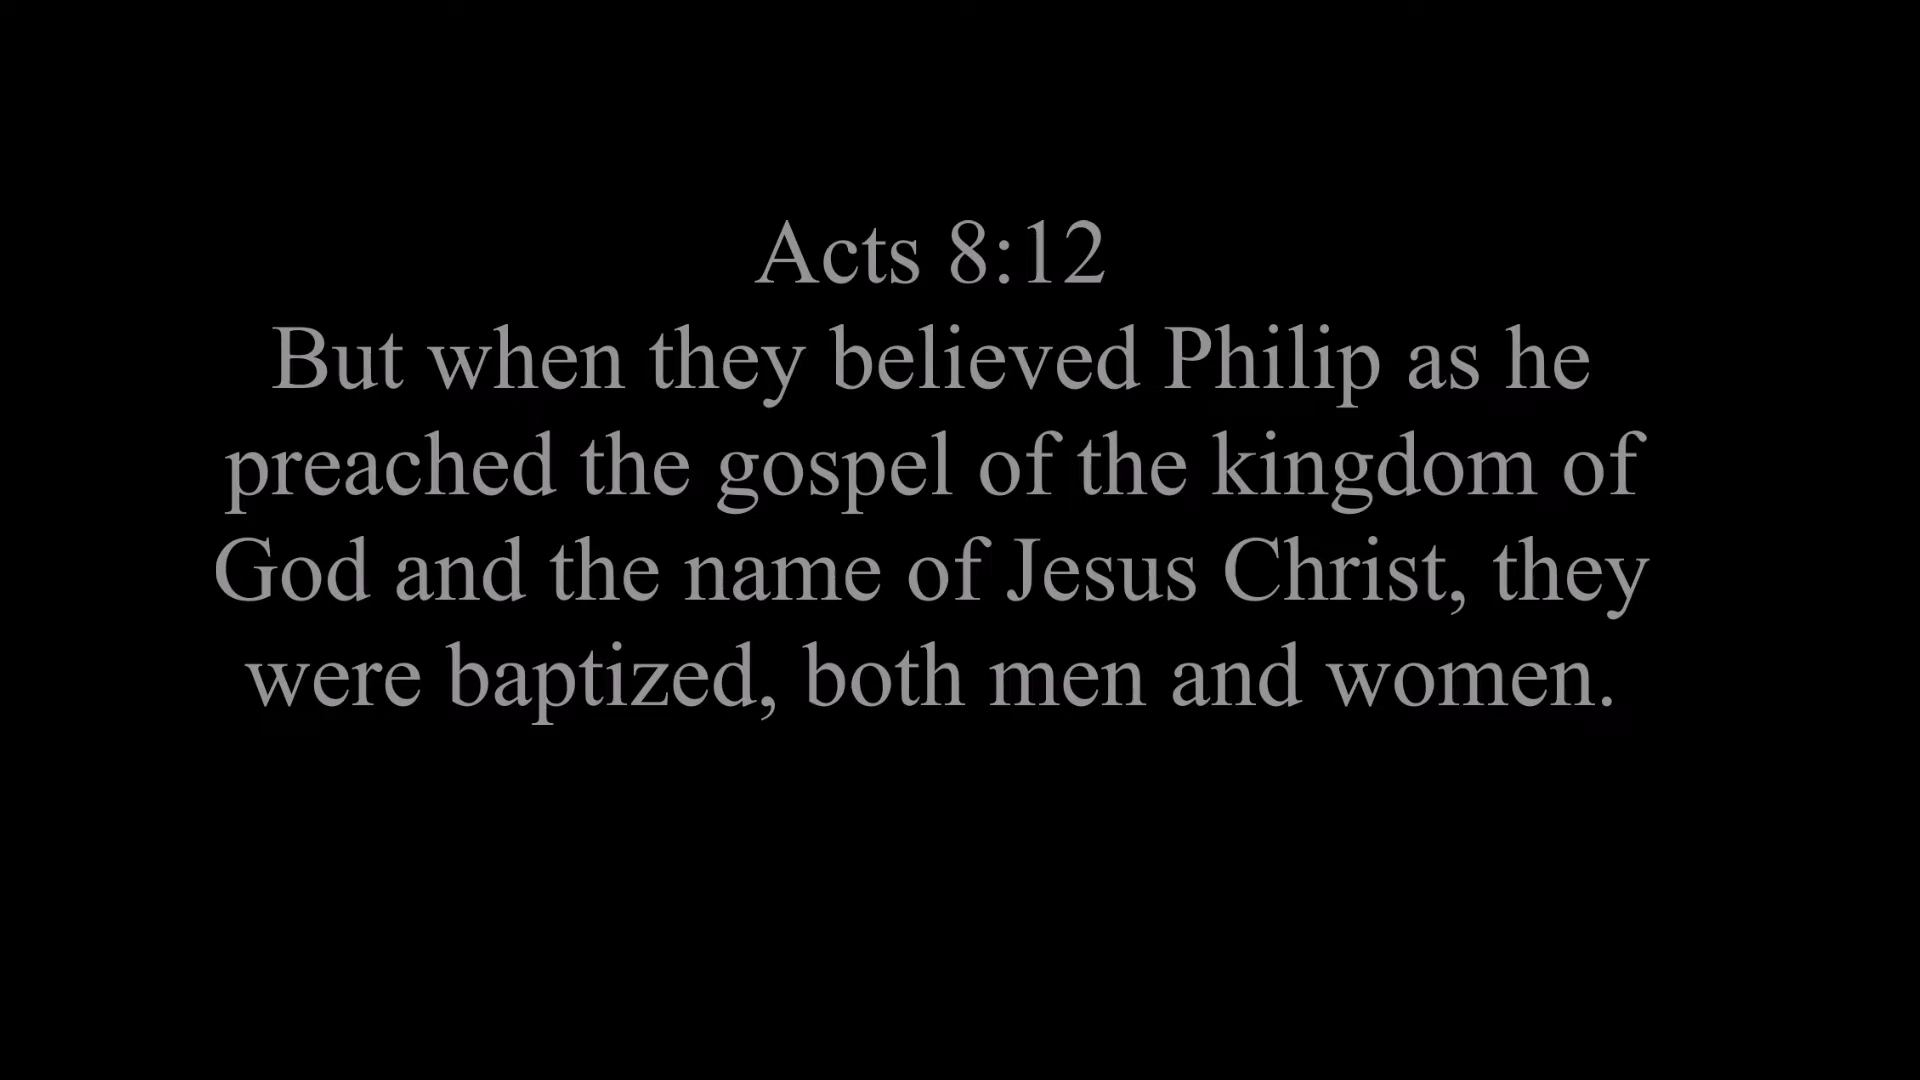 Acts 8:12
But when they believed Philip as he
preached the gospel of the kingdom of
God and the name of Jesus Christ, they
were baptized, both men and women.